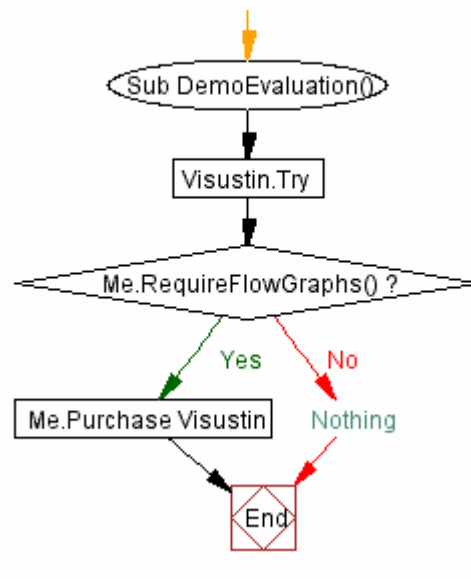 Sub DemoEvaluation()
Visustin.Try
Me.RequireFlowGraphs() ?
Yes
No
Me.Purchase Visustin
Nothing
End